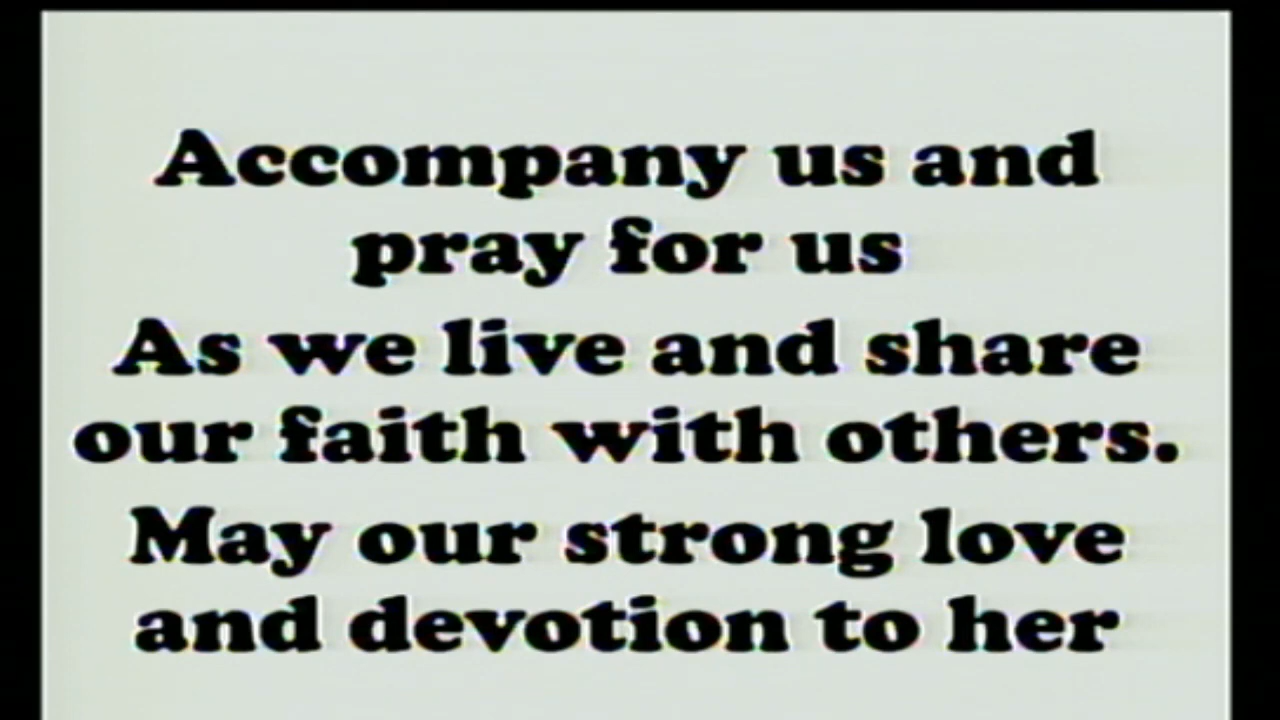 Accompany us and
pray for us
As we live and share
our faith with others.
May our strong love
and devotion to her